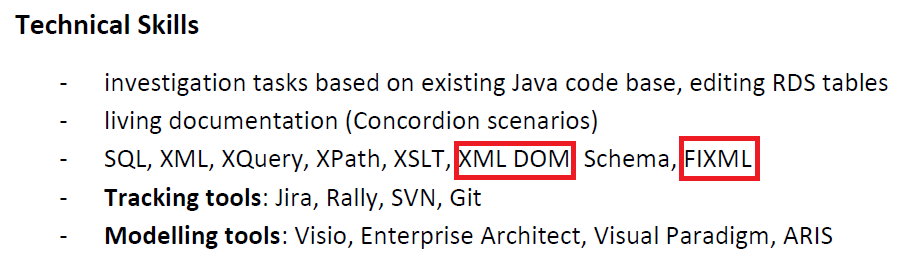 Technical Skills
- investigation tasks based on existing Java code base, editing RDS tables
- living documentation (Concordion scenarios)
- SQL, XML, XQuery, XPath, XSLT, XML DOM Schema, FIXML
- Tracking tools: Jira, Rally, SVN, Git
- Modelling tools: Visio, Enterprise Architect, Visual Paradigm, ARIS